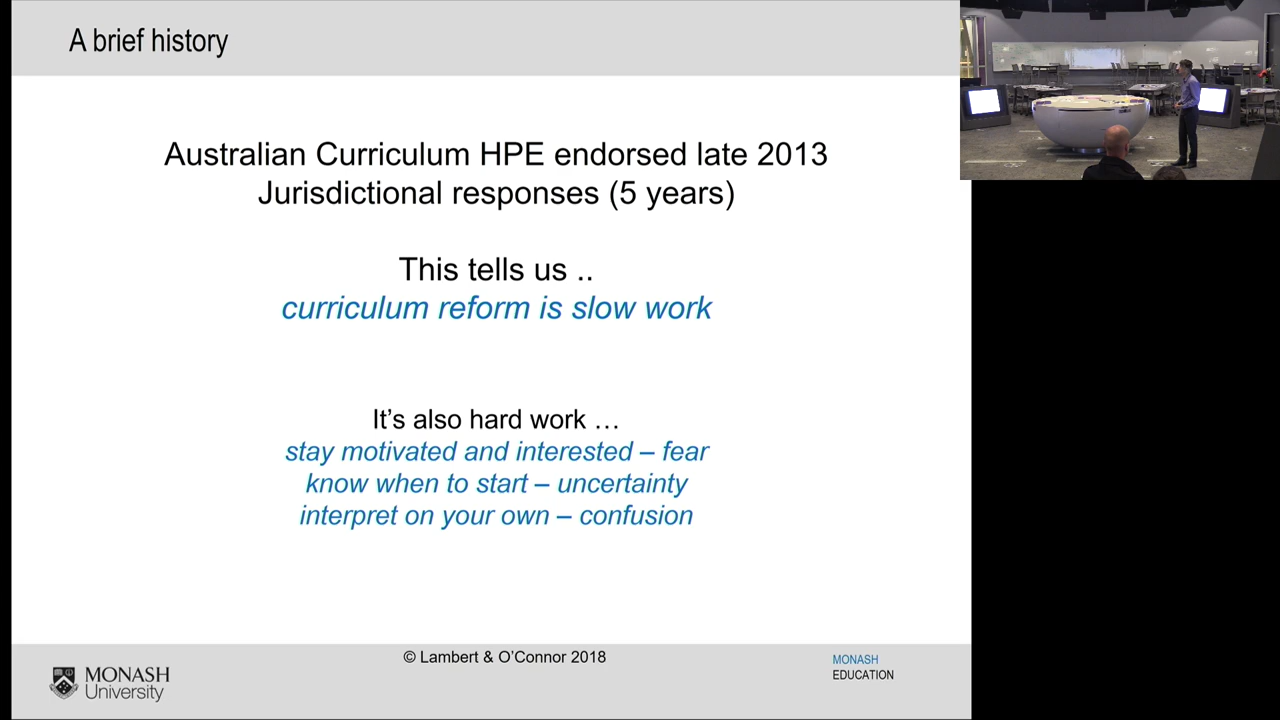 A brief history
Australian Curriculum HPE endorsed late 2013
Jurisdictional responses (5 years)
This tells us ..
curriculum reform is slow work
It's also hard work …
stay motivated and interested – fear
know when to start – uncertainty
interpret on your own – confusion
© Lambert & O'Connor 2018
MONASH
University
MONASH
EDUCATION